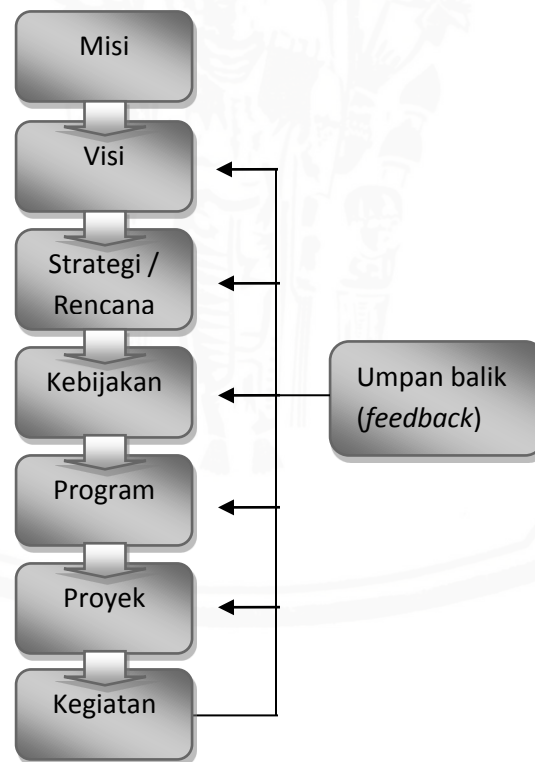 Misi
Visi
Strategi /
Rencana
Kebijakan
Umpan balik
(feedback)
Program
Proyek
Kegiatan